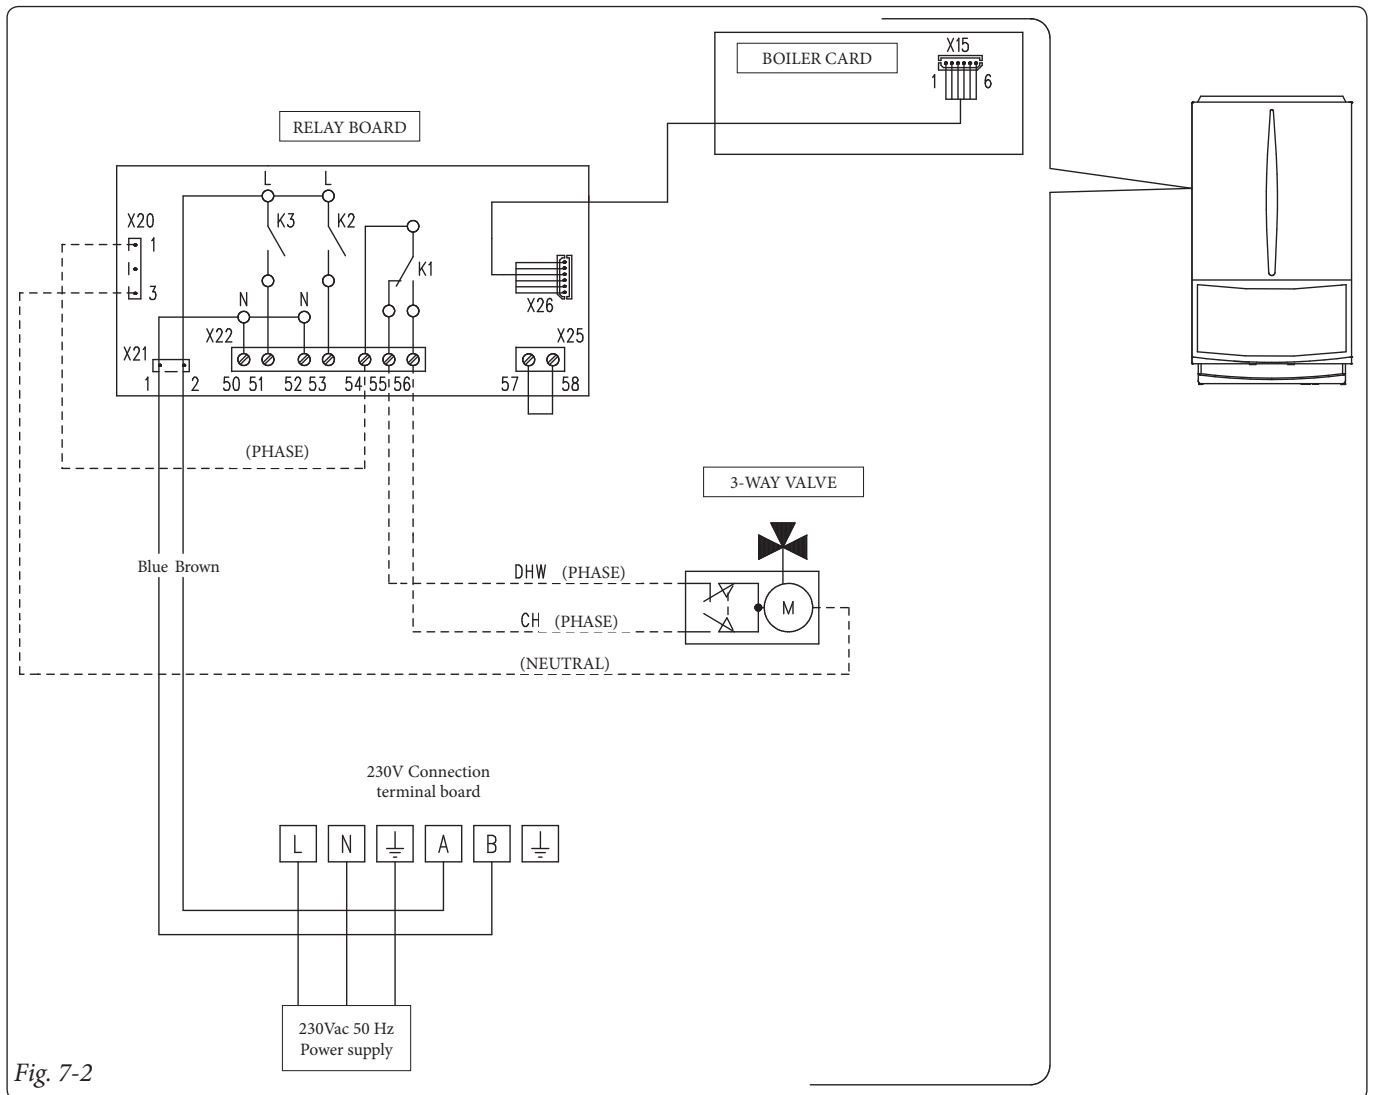 X15
BOILER CARD
1 6
RELAY BOARD
L L
X20 K3 K2
1
K1
3
N N
X26
X22 X25
X21
1 2 50 51 52 53 54 55 56 57 58
(PHASE)
3-WAY VALVE
Blue Brown
DHW (PHASE)
M
CH (PHASE)
(NEUTRAL)
230V Connection
terminal board
L N A B
230Vac 50 Hz
Power supply
Fig. 7-2